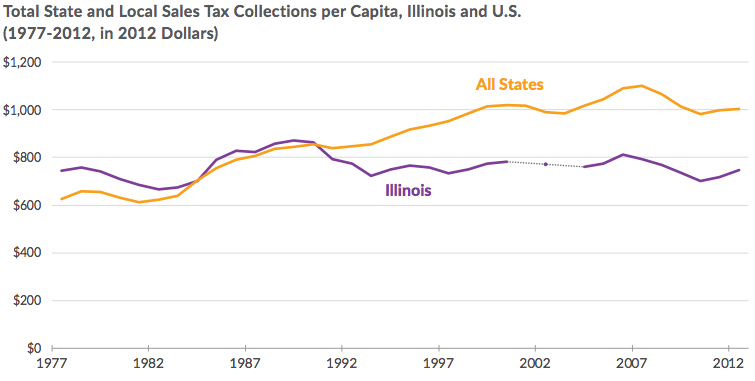 Total State and Local Sales Tax Collections per Capita, Illinois and U.S.
(1977-2012, in 2012 Dollars)
$1,200
All States
$1,000
$800
Illinois
$600
$400
$200
$0
1977 1982 1987 1992 1997 2002 2007 2012